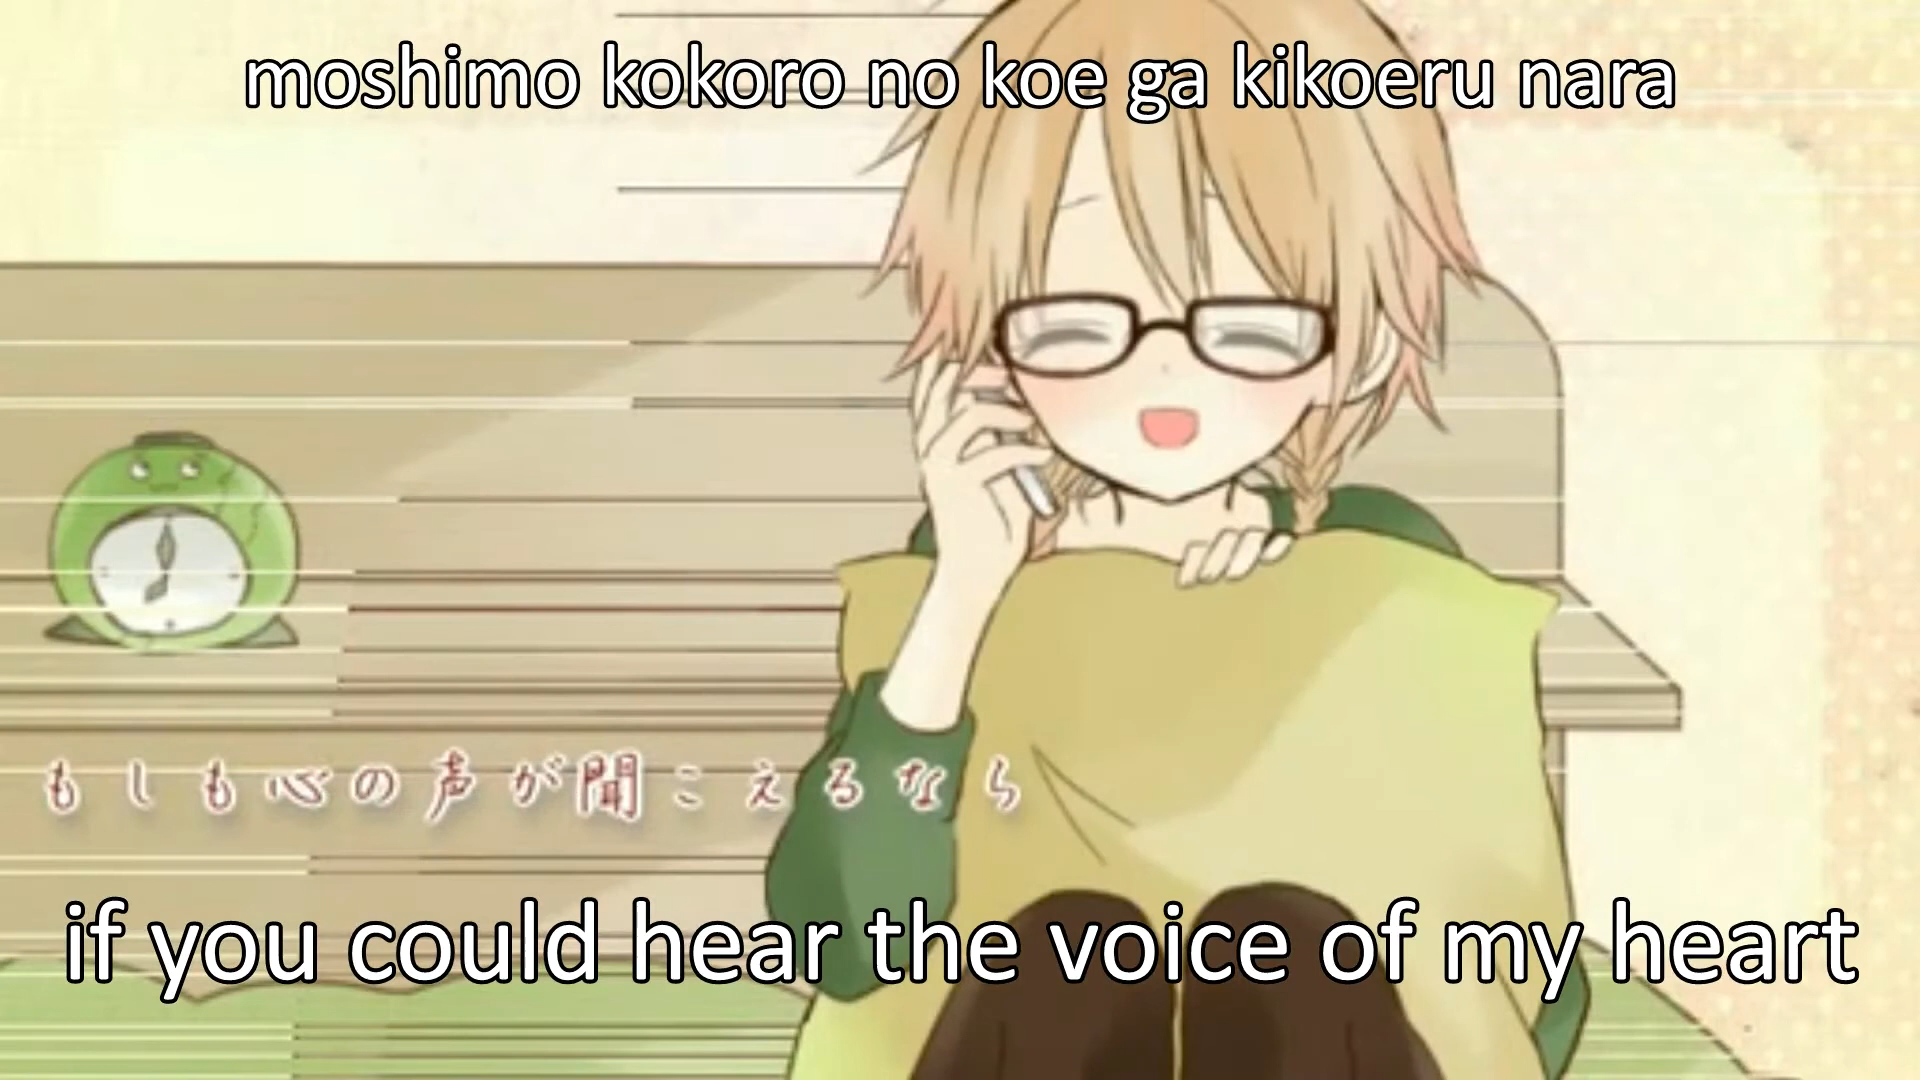 moshimo kokoro no koe ga kikoeru nara
もしも心の声が聞こえるなら
if you could hear the voice of my heart